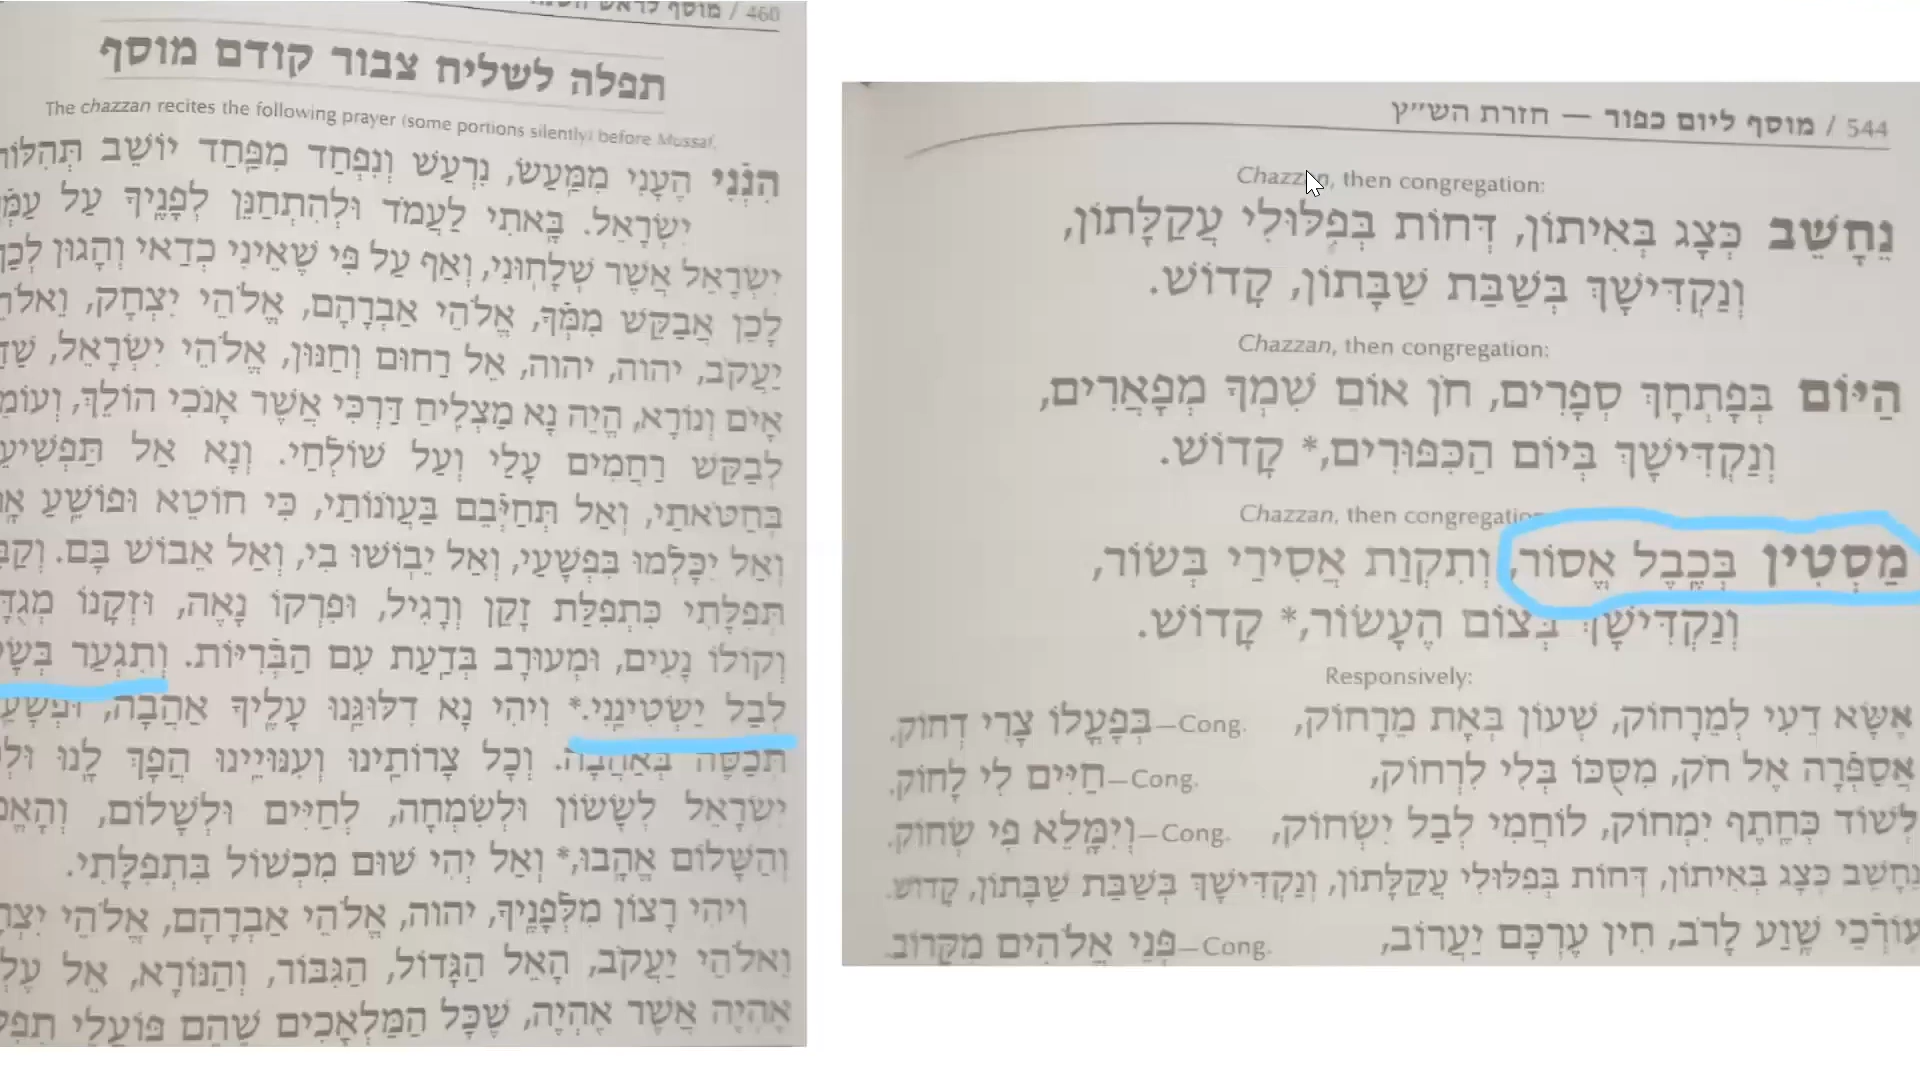 460 / מוסף לראש השנה
תפלה לשליח צבור קודם מוסף
The chazzan recites the following prayer (some portions silently) before Mussaf.
הִנְנִי הֶעָנִי מִמַּעַשׂ, נִרְעַשׁ וְנִפְחַד מִפַּחַד יוֹשֵׁב
יִשְׂרָאֵל. בָּאתִי לַעֲמֹד וּלְהִתְחַנֵּן לְפָנֶיךָ עַל
יִשְׂרָאֵל אֲשֶׁר שְׁלָחוּנִי, וְאַף עַל פִּי שֶׁאֵינִי כְדַאי וְהָגוּן
לָכֵן אֲבַקֵּשׁ מִמְּךָ, אֱלֹהֵי אַבְרָהָם, אֱלֹהֵי יִצְחָק,
יַעֲקֹב, יהוה, יהוה, אֵל רַחוּם וְחַנּוּן, אֱלֹהֵי יִשְׂרָאֵל,
אָיֹם וְנוֹרָא, הֱיֵה נָא מַצְלִיחַ דַּרְכִּי אֲשֶׁר אָנֹכִי הוֹלֵךְ,
לְבַקֵּשׁ רַחֲמִים עָלַי וְעַל שׁוֹלְחַי. וְנָא אַל
בְּחַטֹּאתַי, וְאַל תְּחַיְּבֵם בַּעֲוֹנוֹתַי, כִּי חוֹטֵא וּפוֹשֵׁעַ
וְאַל יִכָּלְמוּ בִּפְשָׁעַי, וְאַל יֵבוֹשׁוּ בִי, וְאַל אֵבוֹשׁ בָּם.
תְּפִלָּתִי כִּתְפִלַּת זָקֵן וְרָגִיל, וּפִרְקוֹ נָאֶה, וּזְקָנוֹ
וְקוֹלוֹ נָעִים, וּמְעוּרָב בְּדַעַת עִם הַבְּרִיּוֹת. וְתִגְעַר
לְבַל יַשְׂטִינֵנִי.* וִיהִי נָא דִלּוּגֵנוּ עָלֶיךָ אַהֲבָה,
תְּכַסֶּה בְּאַהֲבָה. וְכָל צָרוֹתֵינוּ וְעִנּוּיֵינוּ הֲפָךְ לָנוּ
יִשְׂרָאֵל לְשָׂשׂוֹן וּלְשִׂמְחָה, לְחַיִּים וּלְשָׁלוֹם,
וְהַשָּׁלוֹם אֱהָבוּ,* וְאַל יְהִי שׁוּם מִכְשׁוֹל בִּתְפִלָּתִי.
וִיהִי רָצוֹן מִלְּפָנֶיךָ, יהוה, אֱלֹהֵי אַבְרָהָם, אֱלֹהֵי
וֵאלֹהֵי יַעֲקֹב, הָאֵל הַגָּדוֹל, הַגִּבּוֹר, וְהַנּוֹרָא, אֵל
אֶהְיֶה אֲשֶׁר אֶהְיֶה, שֶׁכָּל הַמַּלְאָכִים שֶׁהֵם פּוֹעֲלֵי
544 / מוסף ליום כפור — חזרת הש״ץ
Chazzan, then congregation:
נֵחָשֵׁב כְּצָג בְּאִיתוֹן, דְּחוֹת בְּפִלּוּלִי עֲקַלָּתוֹן,
וְנַקְדִּישָׁךְ בְּשַׁבַּת שַׁבָּתוֹן, קָדוֹשׁ.
Chazzan, then congregation:
הַיּוֹם בְּפָתְחֲךָ סְפָרִים, חֹן אוֹם שִׁמְךָ מְפָאֲרִים,
וְנַקְדִּישָׁךְ בְּיוֹם הַכִּפּוּרִים,* קָדוֹשׁ.
Chazzan, then congregation
מַסְטִין בְּכֶבֶל אֱסוֹר, וְתִקְוַת אֲסִירֵי בְּשׂוֹר,
וְנַקְדִּישָׁךְ בְּצוֹם הֶעָשׂוֹר,* קָדוֹשׁ.
Responsively:
אֶשָּׂא דֵעִי לְמֵרָחוֹק, שְׁעוֹן בְּאָת מֵרָחוֹק, Cong.—בְּפָעֳלוֹ צָרִי דְחוֹק.
אֲסַפְּרָה אֶל חֹק, מִסֻּכּוֹ בְּלִי לִרְחוֹק, Cong.—חַיִּים לִי לָחוֹק.
לְשׁוֹד כְּחֶתֶף יִמְחוֹק, לוֹחֲמִי לְבַל יִשְׂחוֹק, Cong.—וְיִמָּלֵא פִי שְׂחוֹק.
נֵחָשֵׁב כְּצָג בְּאִיתוֹן, דְּחוֹת בְּפִלּוּלִי עֲקַלָּתוֹן, וְנַקְדִּישָׁךְ בְּשַׁבַּת שַׁבָּתוֹן, קָדוֹשׁ.
עוֹרְכֵי שֶׁוַע לָרֹב, חִין עֶרְכָּם יַעֲרוֹב, Cong.—פְּנֵי אֱלֹהִים מִקָּרוֹב.